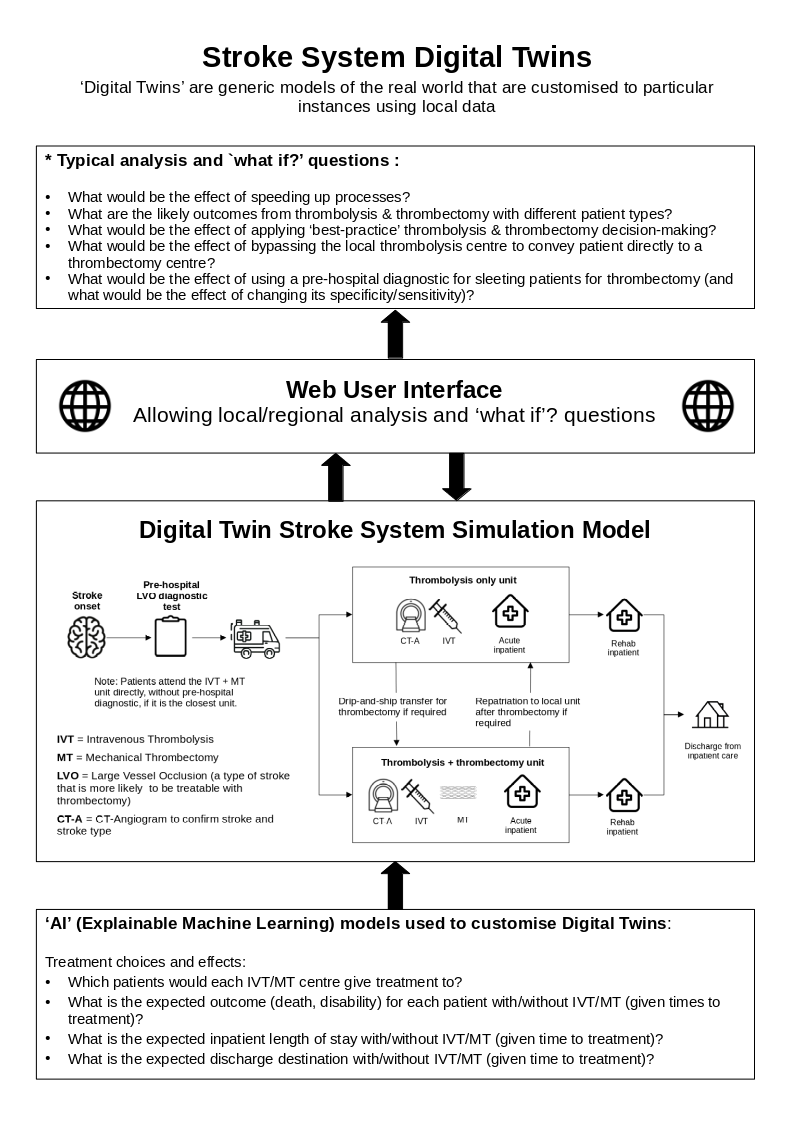 Stroke System Digital Twins
‘Digital Twins’ are generic models of the real world that are customised to particular
instances using local data
* Typical analysis and `what if?’ questions :
• What would be the effect of speeding up processes?
• What are the likely outcomes from thrombolysis & thrombectomy with different patient types?
• What would be the effect of applying ‘best-practice’ thrombolysis & thrombectomy decision-making?
• What would be the effect of bypassing the local thrombolysis centre to convey patient directly to a
thrombectomy centre?
• What would be the effect of using a pre-hospital diagnostic for sleeting patients for thrombectomy (and
what would be the effect of changing its specificity/sensitivity)?
Web User Interface
Allowing local/regional analysis and ‘what if’? questions
Digital Twin Stroke System Simulation Model
Stroke
onset
Pre-hospital
LVO diagnostic
test
Note: Patients attend the IVT + MT
unit directly, without pre-hospital
diagnostic, if it is the closest unit.
IVT = Intravenous Thrombolysis
MT = Mechanical Thrombectomy
LVO = Large Vessel Occlusion (a type of stroke
that is more likely to be treatable with
thrombectomy)
CT-A = CT-Angiogram to confirm stroke and
stroke type
Thrombolysis only unit
CT-A
IVT
Acute
inpatient
Rehab
inpatient
Drip-and-ship transfer for
thrombectomy if required
Repatriation to local unit
after thrombectomy if
required
Thrombolysis + thrombectomy unit
CT A
IVT
MT
Acute
inpatient
Rehab
inpatient
Discharge from
inpatient care
‘AI’ (Explainable Machine Learning) models used to customise Digital Twins:
Treatment choices and effects:
• Which patients would each IVT/MT centre give treatment to?
• What is the expected outcome (death, disability) for each patient with/without IVT/MT (given times to
treatment)?
• What is the expected inpatient length of stay with/without IVT/MT (given time to treatment)?
• What is the expected discharge destination with/without IVT/MT (given time to treatment)?